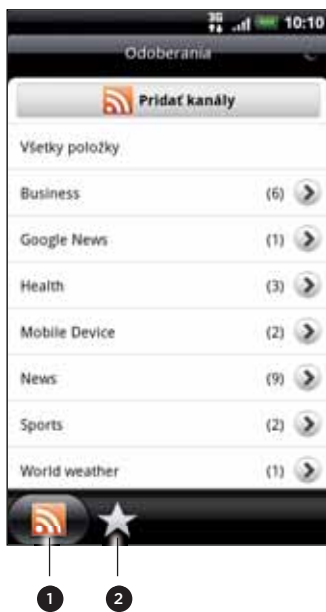 3G 10:10
Odoberania
Pridať kanály
Všetky položky
Business (6)
Google News (1)
Health (3)
Mobile Device (2)
News (9)
Sports (2)
World weather (1)
1 2